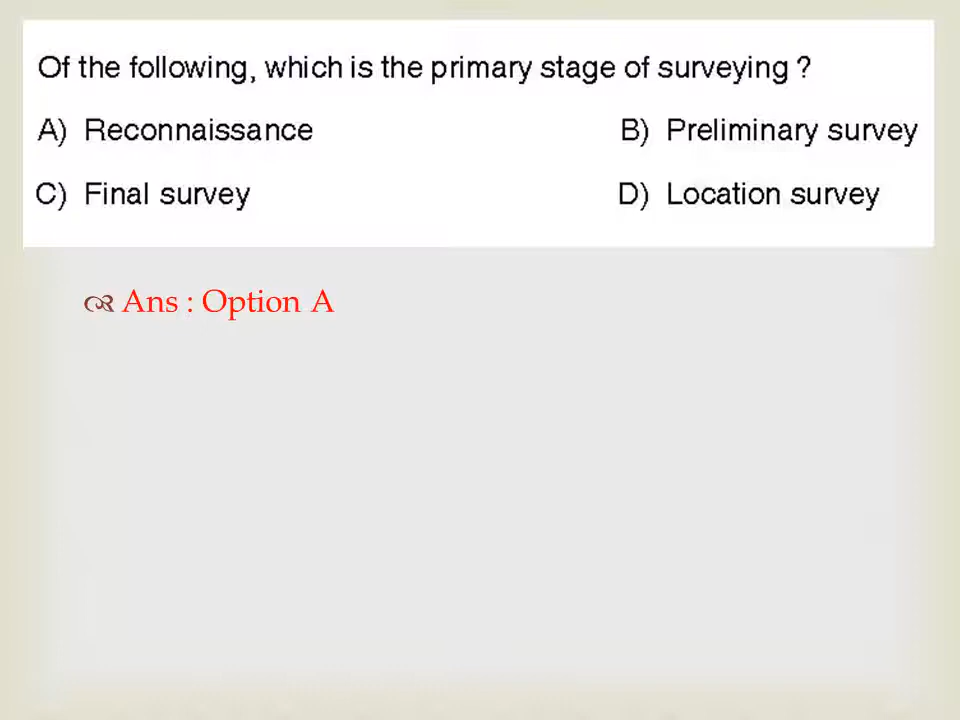 Of the following, which is the primary stage of surveying ?
A) Reconnaissance B) Preliminary survey
C) Final survey D) Location survey
Ans : Option A